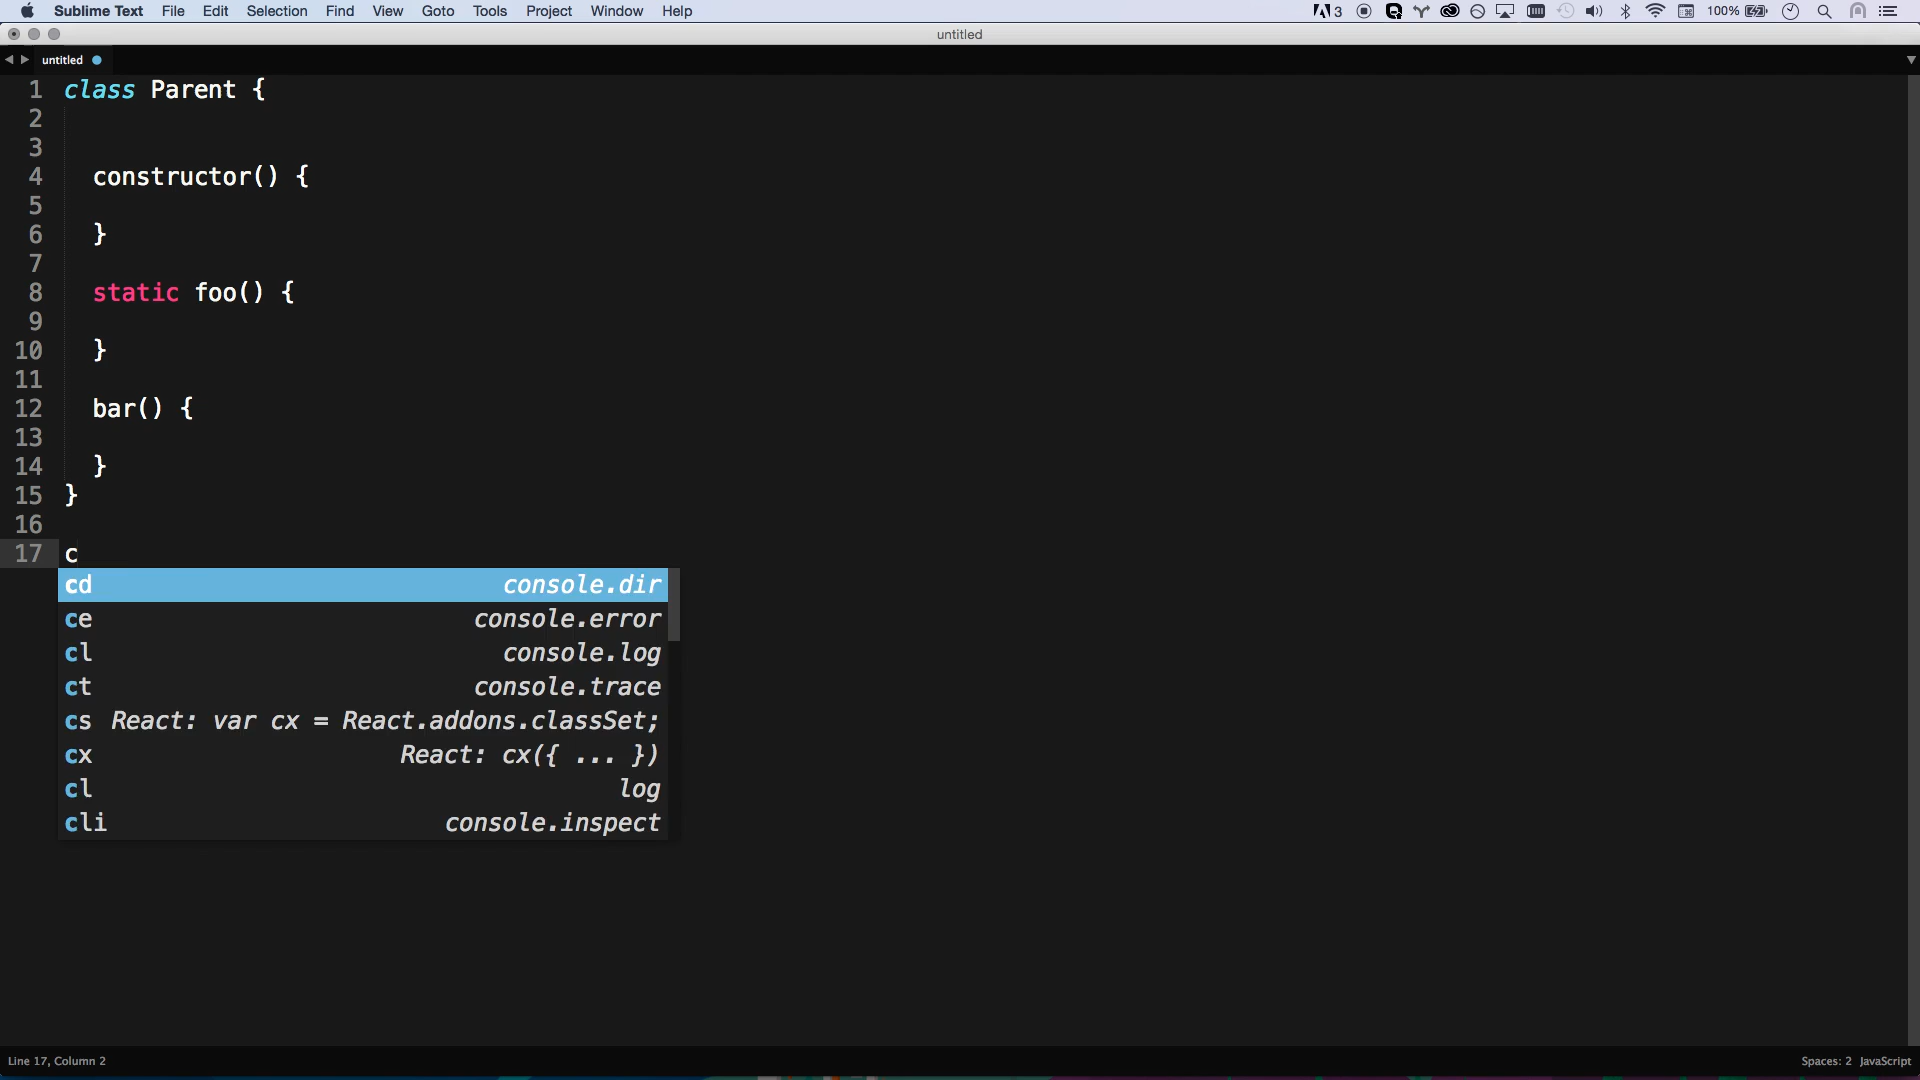 Sublime Text File Edit Selection Find View Goto Tools Project Window Help 3 100%
untitled
untitled
1 class Parent {
2
3
4 constructor() {
5
6 }
7
8 static foo() {
9
10 }
11
12 bar() {
13
14 }
15 }
16
17 c
cd console.dir
ce console.error
cl console.log
ct console.trace
cs React: var cx = React.addons.classSet;
cx React: cx({ ... })
cl log
cli console.inspect
Line 17, Column 2 Spaces: 2 JavaScript